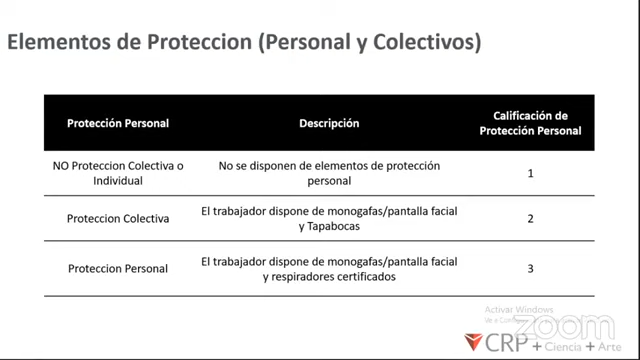 Elementos de Proteccion (Personal y Colectivos)
Protección Personal
Descripción
Calificación de
Protección Personal
NO Proteccion Colectiva o
Individual
No se disponen de elementos de protección
personal
1
Proteccion Colectiva
El trabajador dispone de monogafas/pantalla facial
y Tapabocas
2
Proteccion Personal
El trabajador dispone de monogafas/pantalla facial
y respiradores certificados
3
Activar Windows
Ve a
zoom
CRP+Ciencia+Arte